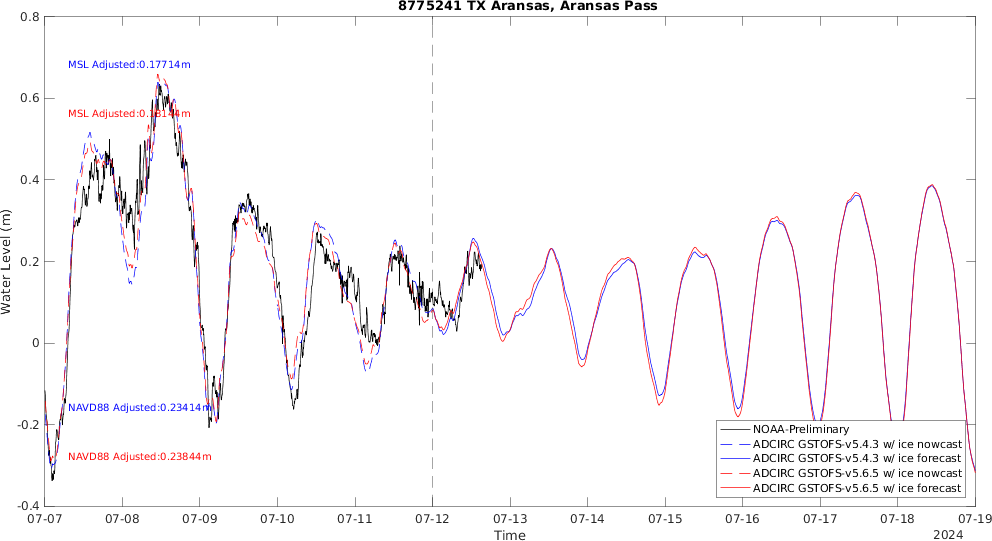 8775241 TX Aransas, Aransas Pass
Water Level (m)
0.8
0.6
0.4
0.2
0
-0.2
-0.4
MSL Adjusted:0.17714m
MSL Adjusted:0.18144m
NAVD88 Adjusted:0.23414m
NAVD88 Adjusted:0.23844m
NOAA-Preliminary
ADCIRC GSTOFS-v5.4.3 w/ ice nowcast
ADCIRC GSTOFS-v5.4.3 w/ ice forecast
ADCIRC GSTOFS-v5.6.5 w/ ice nowcast
ADCIRC GSTOFS-v5.6.5 w/ ice forecast
07-07 07-08 07-09 07-10 07-11 07-12 07-13 07-14 07-15 07-16 07-17 07-18 07-19
Time
2024